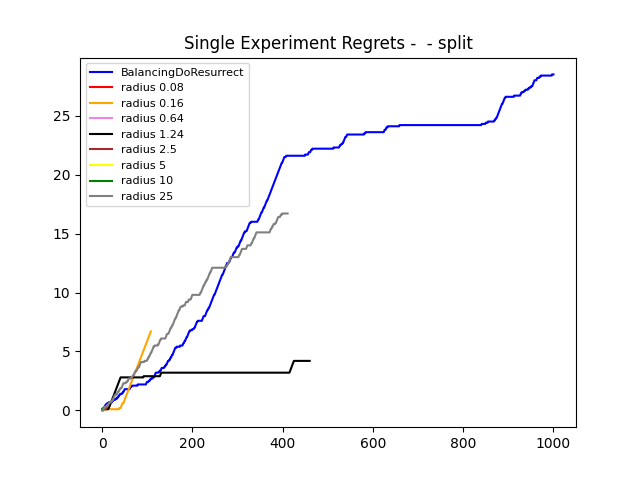 Single Experiment Regrets -  - split
BalancingDoResurrect
radius 0.08
radius 0.16
radius 0.64
radius 1.24
radius 2.5
radius 5
radius 10
radius 25
25
20
15
10
5
0
0 200 400 600 800 1000